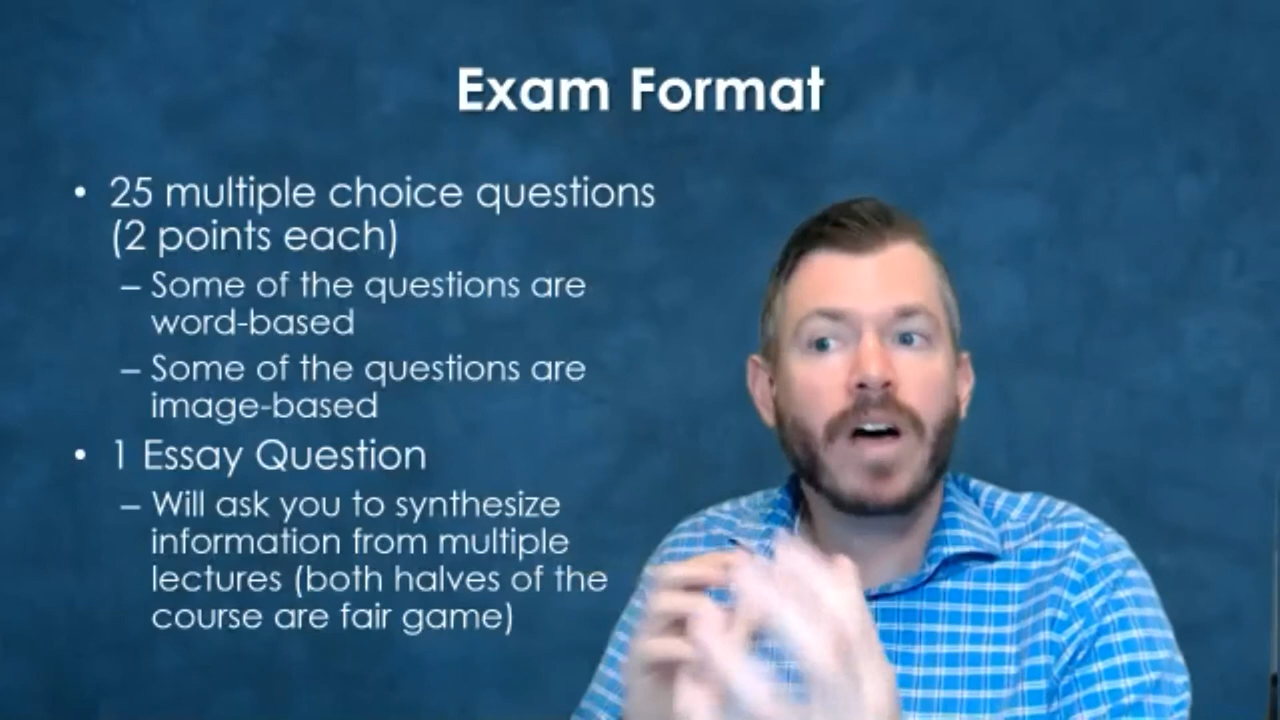 Exam Format
• 25 multiple choice questions
(2 points each)
– Some of the questions are
word-based
– Some of the questions are
image-based
• 1 Essay Question
– Will ask you to synthesize
information from multiple
lectures (both halves of the
course are fair game)